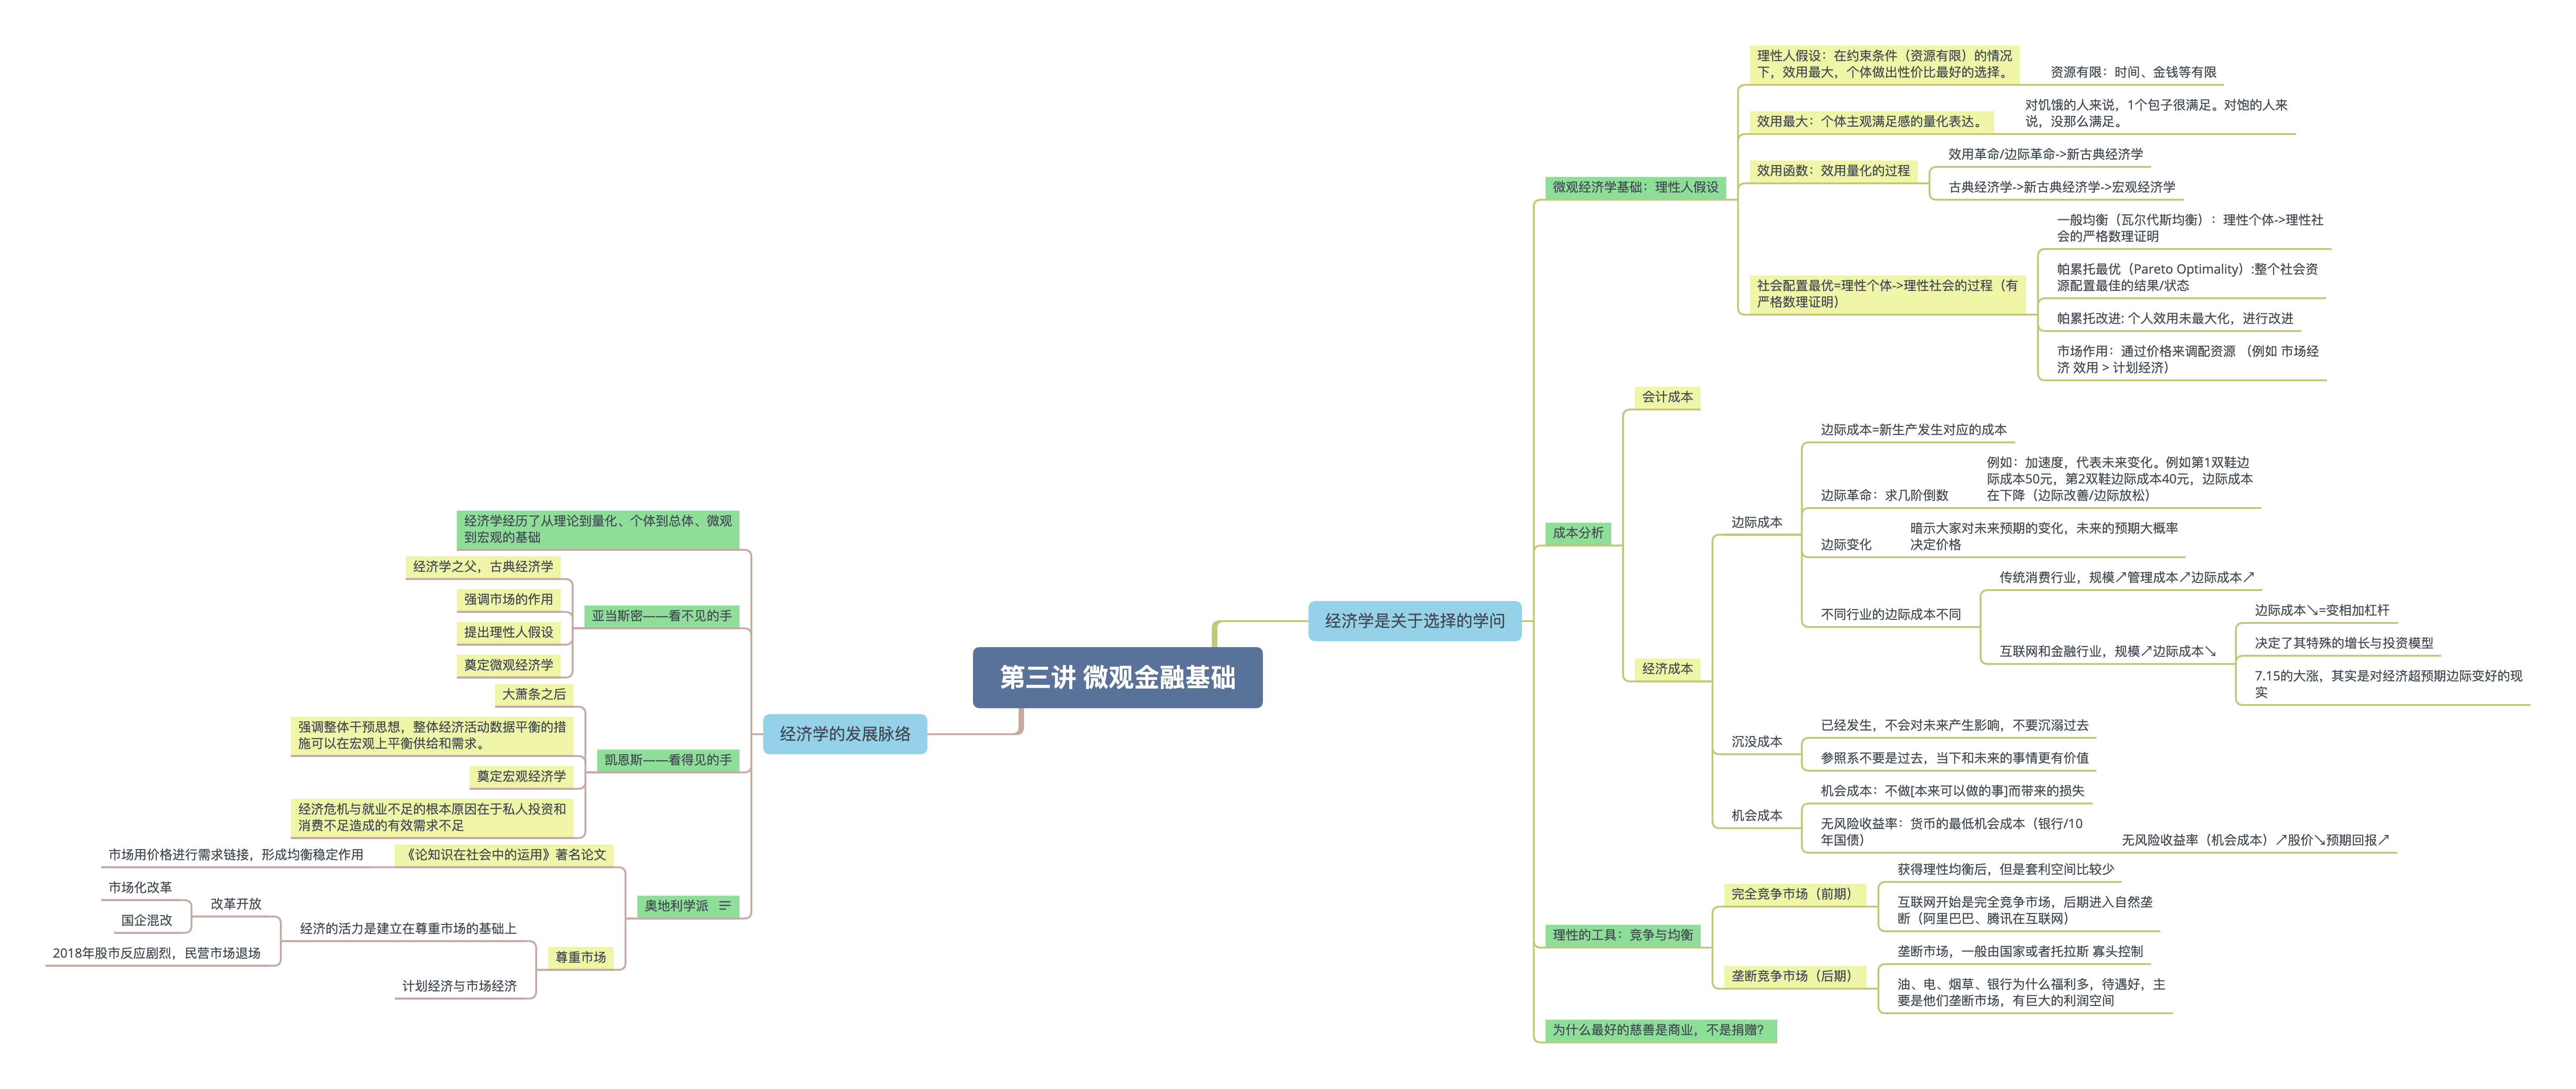 第三讲 微观金融基础
经济学是关于选择的学问
微观经济学基础：理性人假设
理性人假设：在约束条件（资源有限）的情况
下，效用最大，个体做出性价比最好的选择。
资源有限：时间、金钱等有限
效用最大：个体主观满足感的量化表达。
对饥饿的人来说，1个包子很满足。对饱的人来
说，没那么满足。
效用函数：效用量化的过程
效用革命/边际革命->新古典经济学
古典经济学->新古典经济学->宏观经济学
社会配置最优=理性个体->理性社会的过程（有
严格数理证明）
一般均衡（瓦尔代斯均衡）：理性个体->理性社
会的严格数理证明
帕累托最优（Pareto Optimality）:整个社会资
源配置最佳的结果/状态
帕累托改进: 个人效用未最大化，进行改进
市场作用：通过价格来调配资源 （例如 市场经
济 效用 > 计划经济）
成本分析
会计成本
经济成本
边际成本
边际成本=新生产发生对应的成本
边际革命：求几阶倒数
例如：加速度，代表未来变化。例如第1双鞋边
际成本50元，第2双鞋边际成本40元，边际成本
在下降（边际改善/边际放松）
边际变化
暗示大家对未来预期的变化，未来的预期大概率
决定价格
不同行业的边际成本不同
传统消费行业，规模↗管理成本↗边际成本↗
互联网和金融行业，规模↗边际成本↘
边际成本↘=变相加杠杆
决定了其特殊的增长与投资模型
7.15的大涨，其实是对经济超预期边际变好的现
实
沉没成本
已经发生，不会对未来产生影响，不要沉溺过去
参照系不要是过去，当下和未来的事情更有价值
机会成本
机会成本：不做[本来可以做的事]而带来的损失
无风险收益率：货币的最低机会成本（银行/10
年国债）
无风险收益率（机会成本）↗股价↘预期回报↗
理性的工具：竞争与均衡
完全竞争市场（前期）
获得理性均衡后，但是套利空间比较少
互联网开始是完全竞争市场，后期进入自然垄
断（阿里巴巴、腾讯在互联网）
垄断竞争市场（后期）
垄断市场，一般由国家或者托拉斯 寡头控制
油、电、烟草、银行为什么福利多，待遇好，主
要是他们垄断市场，有巨大的利润空间
为什么最好的慈善是商业，不是捐赠？
经济学的发展脉络
经济学经历了从理论到量化、个体到总体、微观
到宏观的基础
亚当斯密——看不见的手
经济学之父，古典经济学
强调市场的作用
提出理性人假设
奠定微观经济学
凯恩斯——看得见的手
大萧条之后
强调整体干预思想，整体经济活动数据平衡的措
施可以在宏观上平衡供给和需求。
奠定宏观经济学
经济危机与就业不足的根本原因在于私人投资和
消费不足造成的有效需求不足
奥地利学派
《论知识在社会中的运用》著名论文
市场用价格进行需求链接，形成均衡稳定作用
尊重市场
经济的活力是建立在尊重市场的基础上
改革开放
市场化改革
国企混改
2018年股市反应剧烈，民营市场退场
计划经济与市场经济